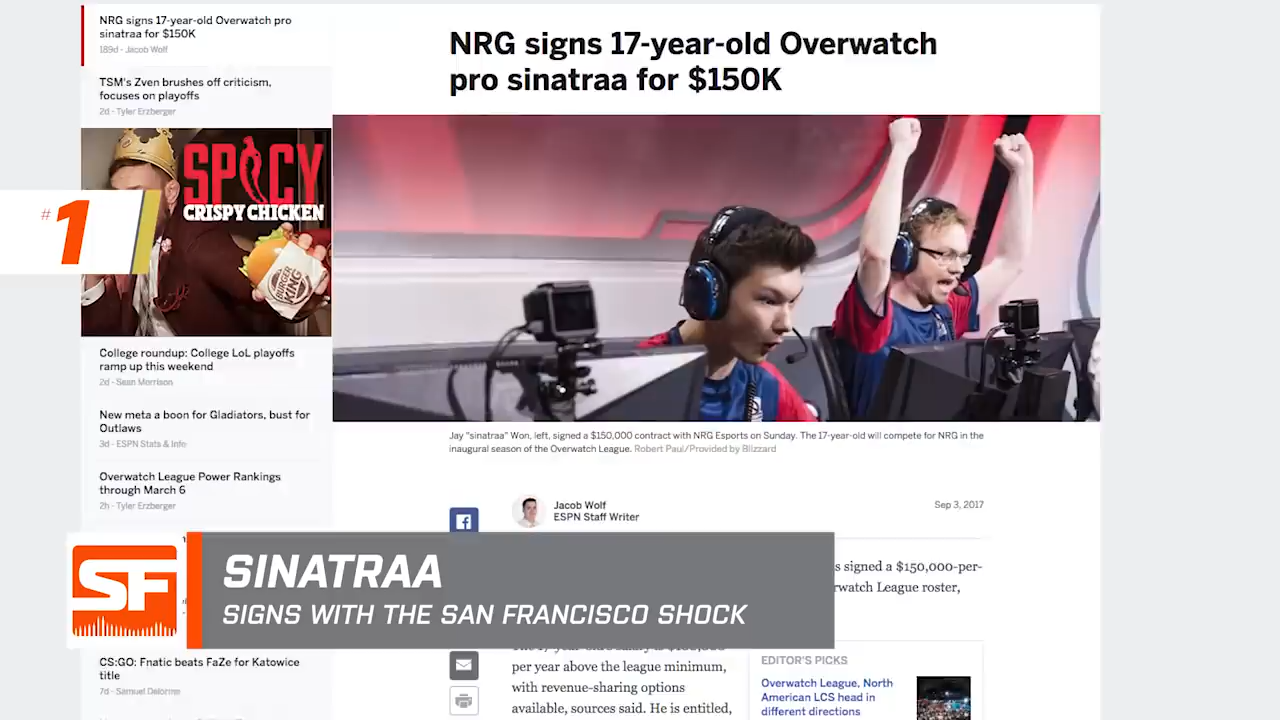 NRG signs 17-year-old Overwatch pro
sinatraa for $150K
189d - Jacob Wolf
TSM's Zven brushes off criticism,
focuses on playoffs
2d - Tyler Erzberger
SPICY
CRISPY CHICKEN
BURGER
KING
#1
College roundup: College LoL playoffs
ramp up this weekend
2d - Sean Morrison
New meta a boon for Gladiators, bust for
Outlaws
3d - ESPN Stats & Info
Overwatch League Power Rankings
through March 6
2h - Tyler Erzberger
CS:GO: Fnatic beats FaZe for Katowice
title
7d - Samuel Delorme
NRG signs 17-year-old Overwatch
pro sinatraa for $150K
Jay "sinatraa" Won, left, signed a $150,000 contract with NRG Esports on Sunday. The 17-year-old will compete for NRG in the
inaugural season of the Overwatch League. Robert Paul/Provided by Blizzard
Jacob Wolf
ESPN Staff Writer
Sep 3, 2017
s signed a $150,000-per-
rwatch League roster,
SF
SINATRAA
SIGNS WITH THE SAN FRANCISCO SHOCK
per year above the league minimum,
with revenue-sharing options
available, sources said. He is entitled,
EDITOR'S PICKS
Overwatch League, North
American LCS head in
different directions